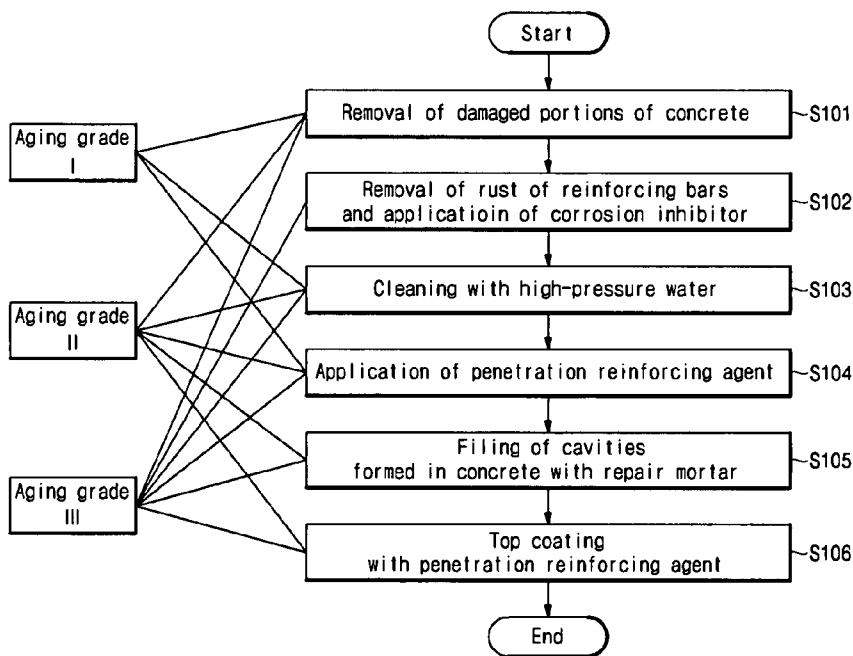 Start
Removal of damaged portions of concrete
S101
Aging grade
I
Removal of rust of reinforcing bars
and applicatioin of corrosion inhibitor
S102
Cleaning with high-pressure water
S103
Aging grade
II
Application of penetration reinforcing agent
S104
Filing of cavities
formed in concrete with repair mortar
S105
Aging grade
III
Top coating
with penetration reinforcing agent
S106
End